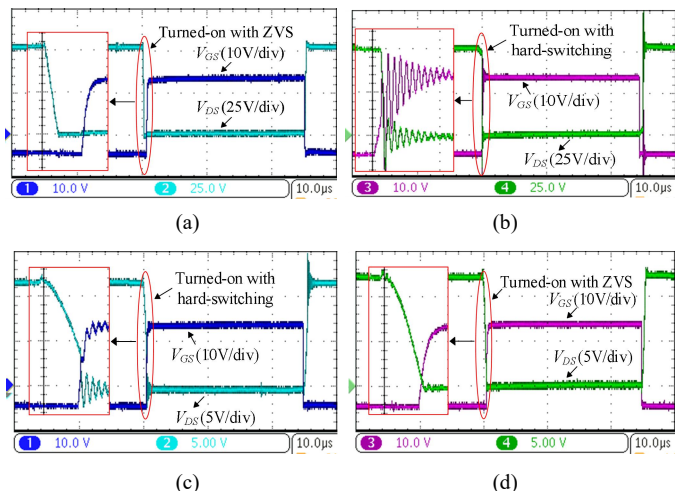 Turned-on with ZVS
V_GS(10V/div)
V_DS(25V/div)
1 10.0 V 2 25.0 V 10.0μs
(a)
Turned-on with
hard-switching
V_GS(10V/div)
V_DS(25V/div)
3 10.0 V 4 25.0 V 10.0μs
(b)
Turned-on with
hard-switching
V_GS(10V/div)
V_DS(5V/div)
1 10.0 V 2 5.00 V 10.0μs
(c)
Turned-on with ZVS
V_GS(10V/div)
V_DS(5V/div)
3 10.0 V 4 5.00 V 10.0μs
(d)